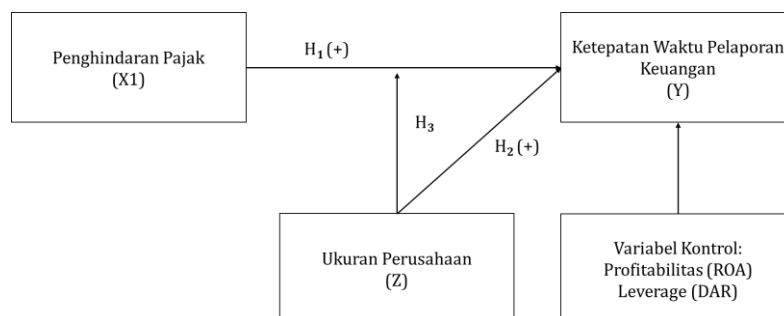 Penghindaran Pajak
(X1)
H1 (+)
Ketepatan Waktu Pelaporan
Keuangan
(Y)
H3
H2 (+)
Ukuran Perusahaan
(Z)
Variabel Kontrol:
Profitabilitas (ROA)
Leverage (DAR)